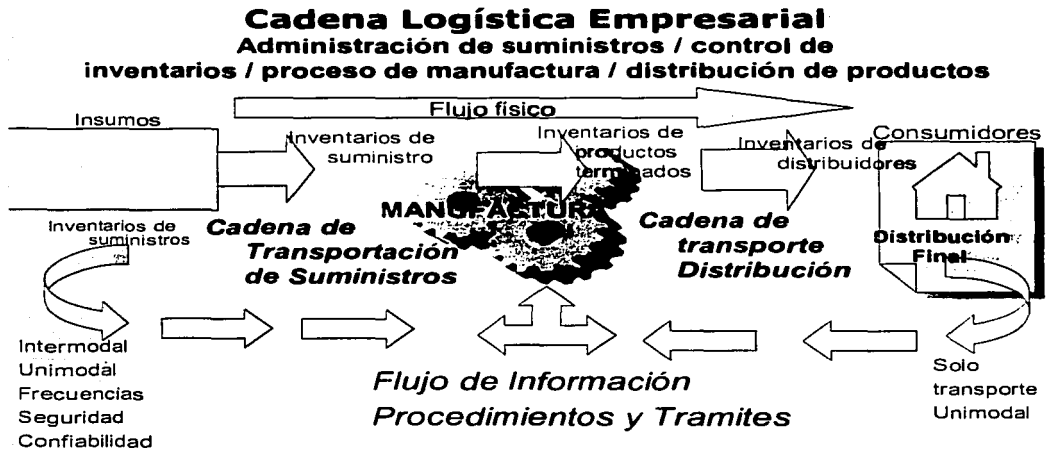 Cadena Logística Empresarial
Administración de suministros / control de
inventarios / proceso de manufactura / distribución de productos
Flujo físico
Insumos
Inventarios de
suministro
Inventarios de
productos
terminados
Inventarios de
distribuidores
Consumidores
Inventarios de
suministros
Cadena de
Transportación
de Suministros
MANUFACTURA
Cadena de
transporte
Distribución
Distribución
Final
Intermodal
Unimodal
Frecuencias
Seguridad
Confiabilidad
Flujo de Información
Procedimientos y Tramites
Solo
transporte
Unimodal